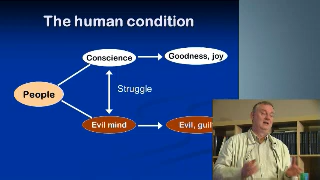 The human condition
Conscience
Goodness, joy
Struggle
People
Evil mind
Evil, guil